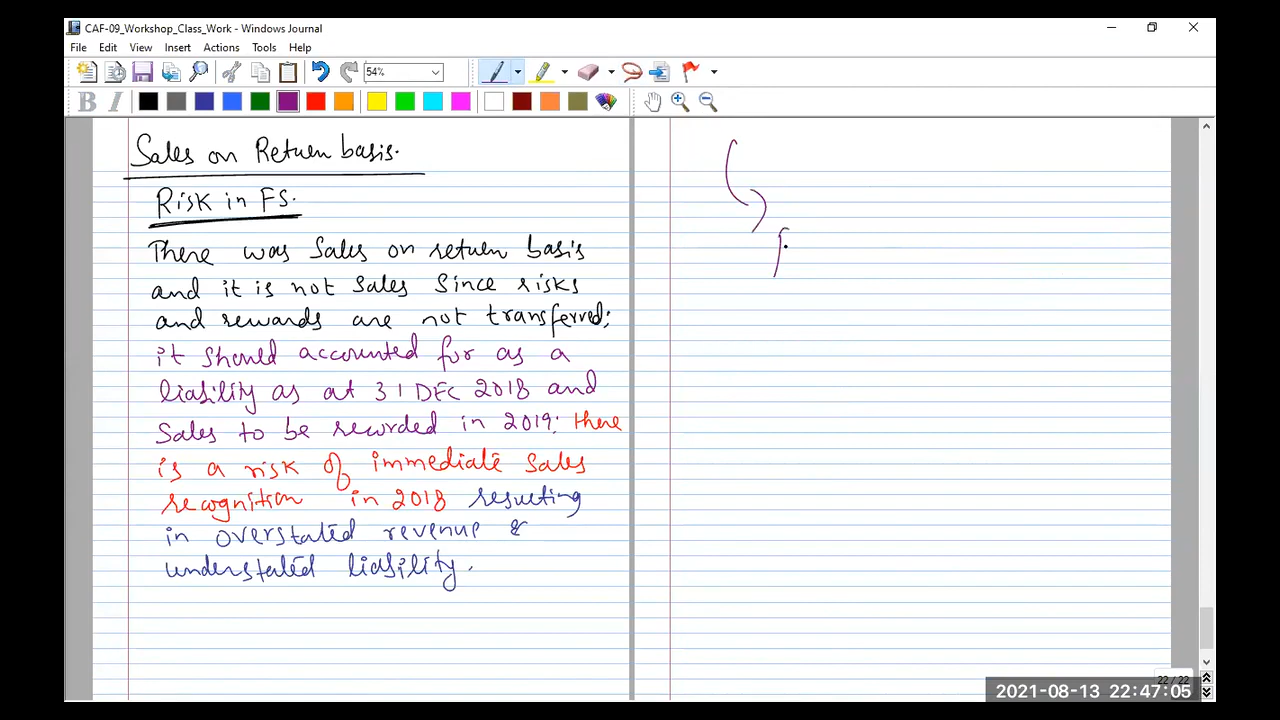 CAF-09_Workshop_Class_Work - Windows Journal
File Edit View Insert Actions Tools Help
54%
B I
Sales on Return basis.
Risk in FS.
There was Sales on return basis
and it is not Sales Since risks
and rewards are not transferred;
it should accounted for as a
liability as at 31 DEC 2018 and
Sales to be recorded in 2019; there
is a risk of immediate Sales
recognition in 2018 resulting
in overstated revenue &
understated liability.
22 / 22
2021-08-13 22:47:05